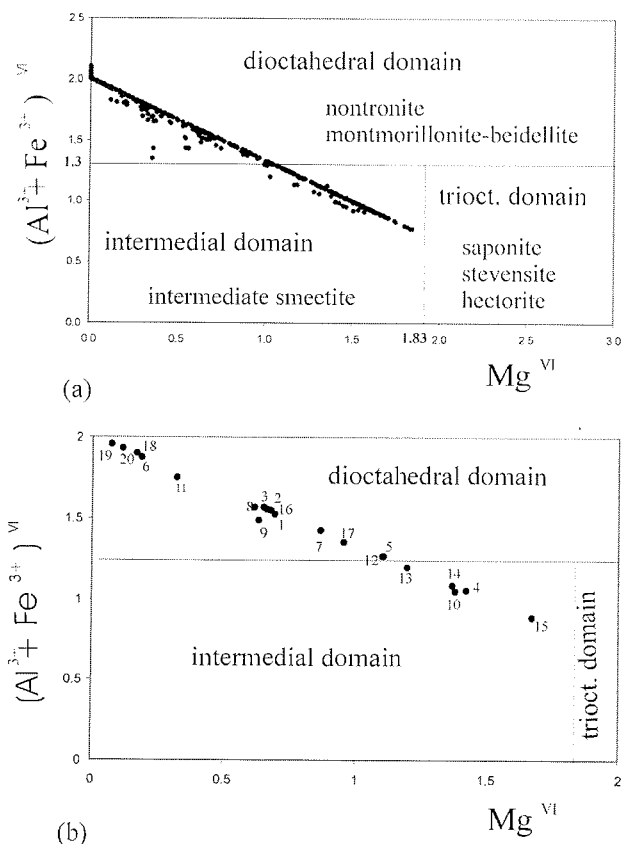 2.5
2.0
1.5
1.3
1.0
0.5
0.0
(Al³⁺+ Fe³⁺) ⱽᴵ
dioctahedral domain
nontronite
montmorillonite-beidellite
trioct. domain
saponite
stevensite
hectorite
intermedial domain
intermediate smectite
0.0 0.5 1.0 1.5 1.83 2.0 2.5 3.0
Mg ⱽᴵ
(a)
2
1.5
1
0.5
0
(Al³⁺+ Fe³⁺) ⱽᴵ
dioctahedral domain
19 20 18 6
11
8 3 2
9 16 1
7 17
12 5
13
14
10 4
15
intermedial domain
trioct. domain
0 0.5 1 1.5 2
Mg ⱽᴵ
(b)